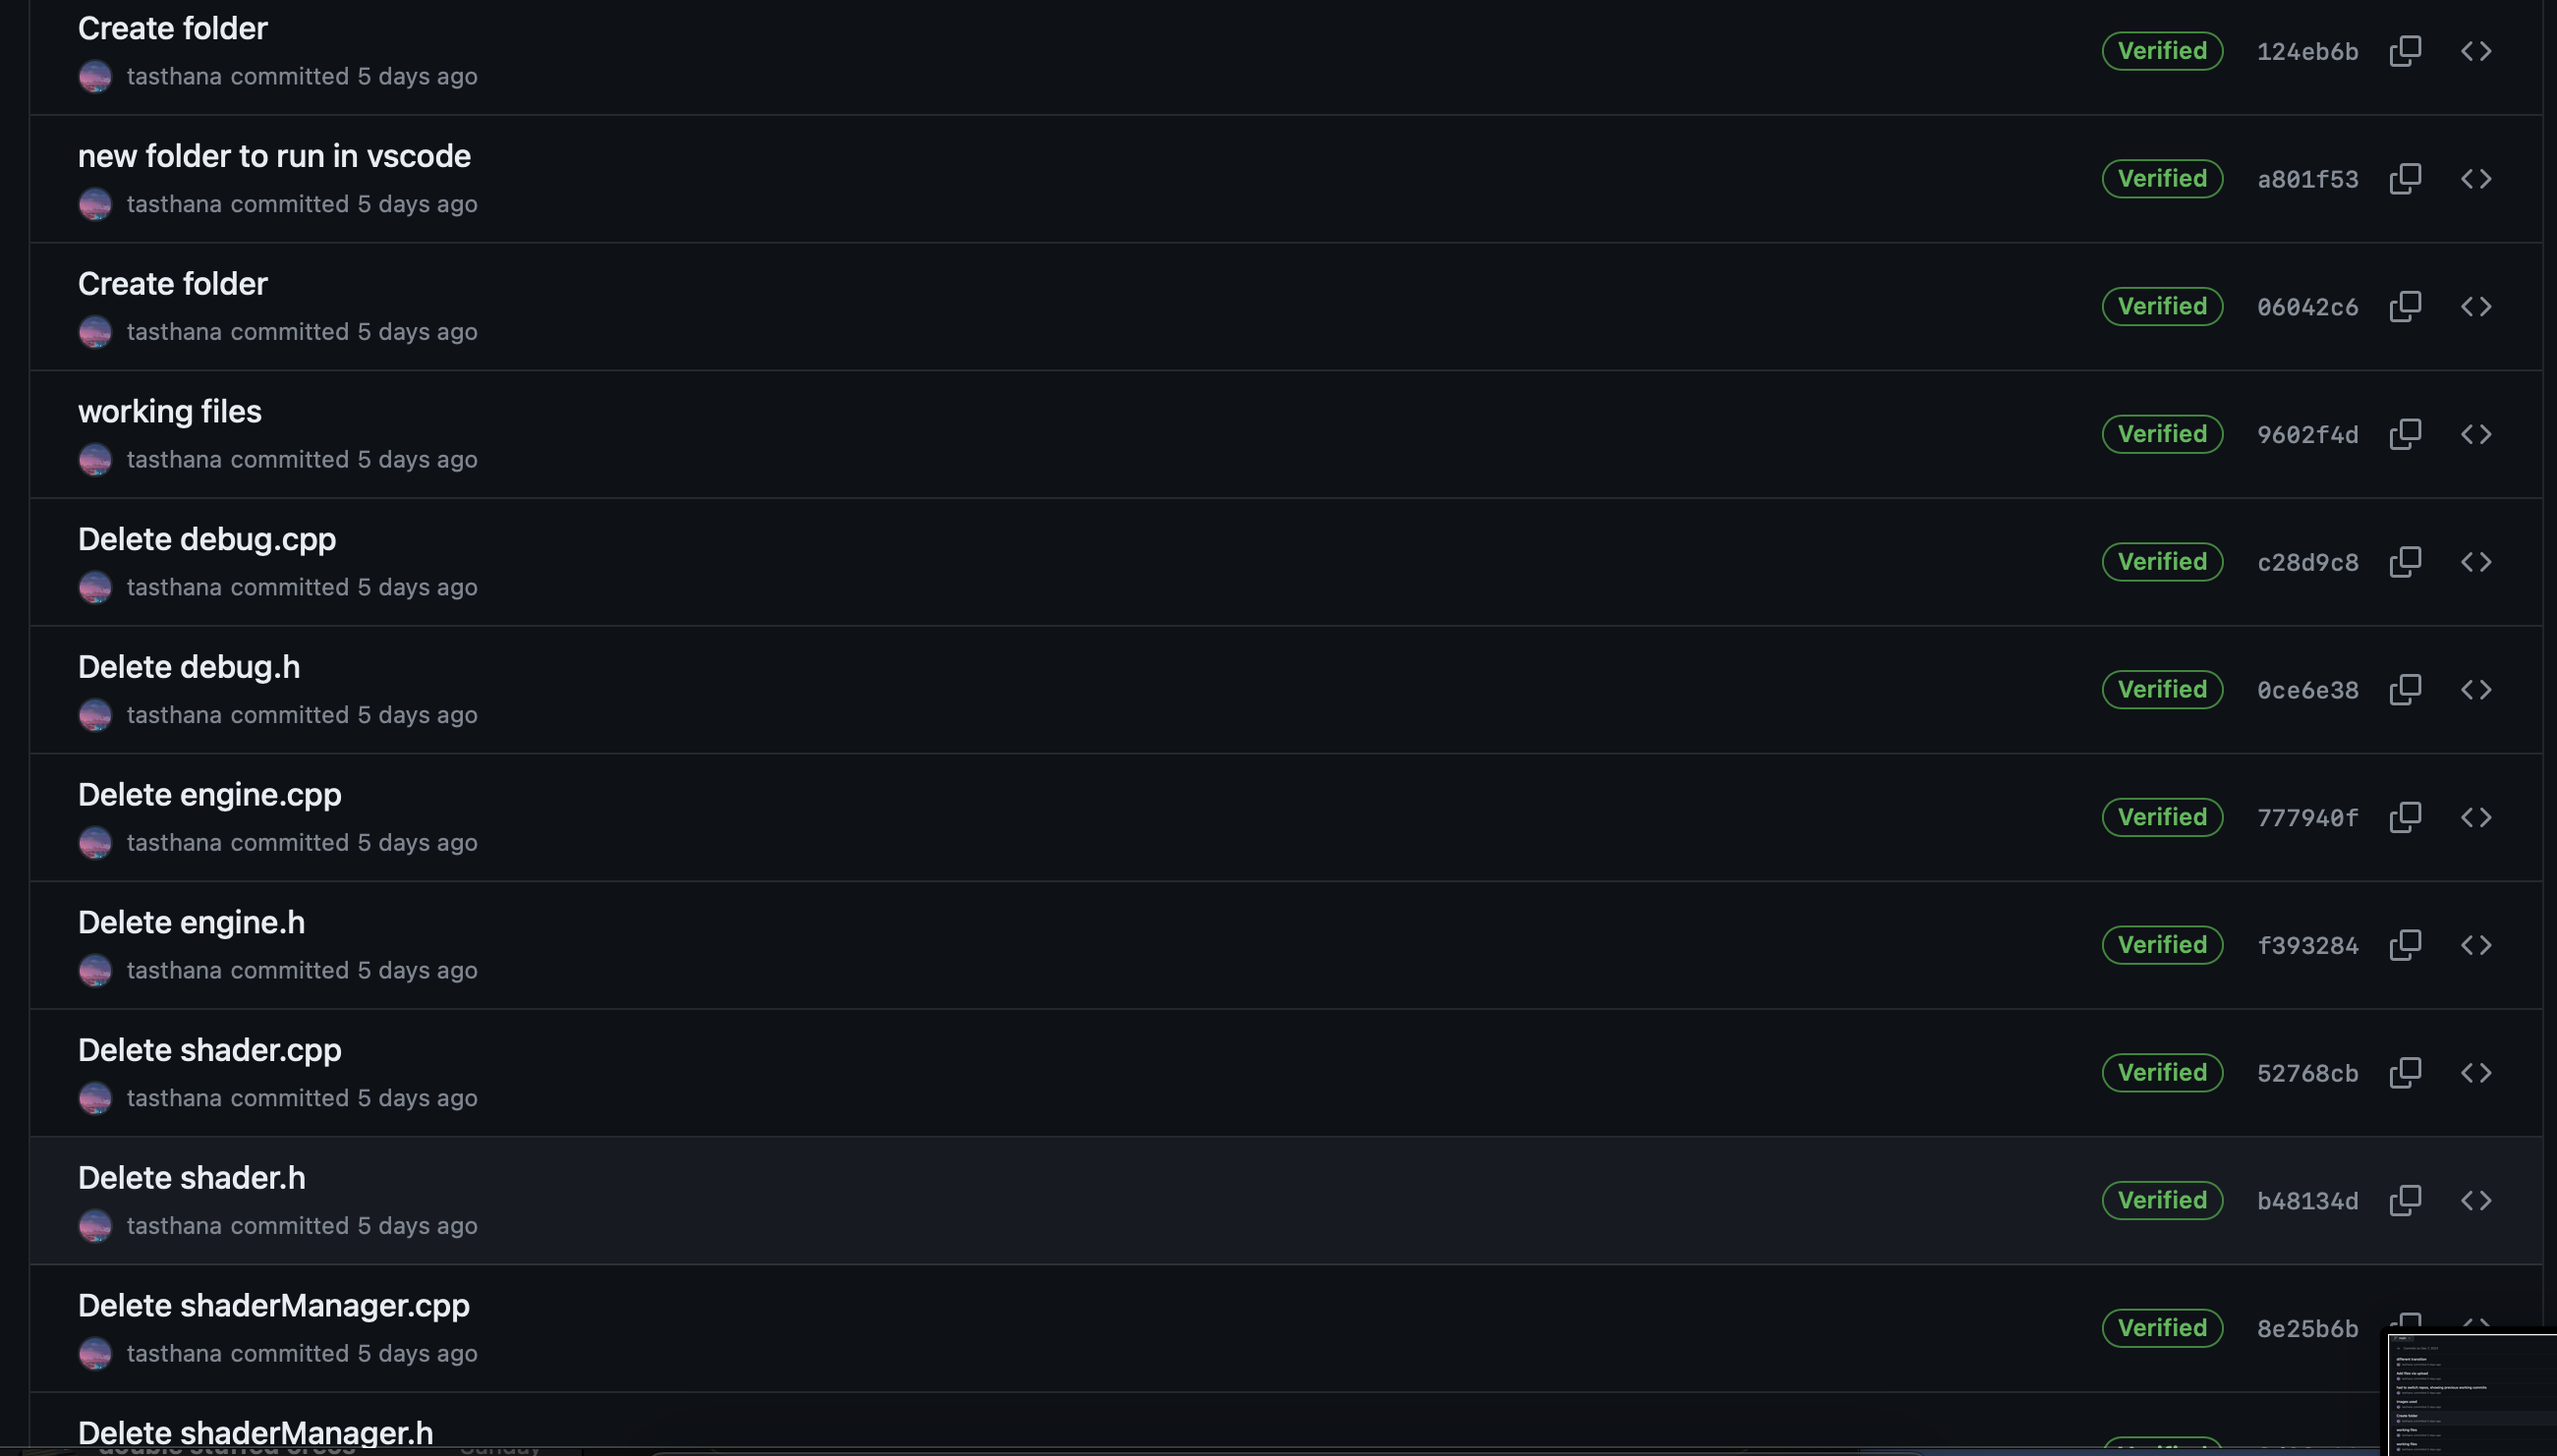 Create folder
tasthana committed 5 days ago
Verified 124eb6b
new folder to run in vscode
tasthana committed 5 days ago
Verified a801f53
Create folder
tasthana committed 5 days ago
Verified 06042c6
working files
tasthana committed 5 days ago
Verified 9602f4d
Delete debug.cpp
tasthana committed 5 days ago
Verified c28d9c8
Delete debug.h
tasthana committed 5 days ago
Verified 0ce6e38
Delete engine.cpp
tasthana committed 5 days ago
Verified 777940f
Delete engine.h
tasthana committed 5 days ago
Verified f393284
Delete shader.cpp
tasthana committed 5 days ago
Verified 52768cb
Delete shader.h
tasthana committed 5 days ago
Verified b48134d
Delete shaderManager.cpp
tasthana committed 5 days ago
Verified 8e25b6b
Delete shaderManager.h